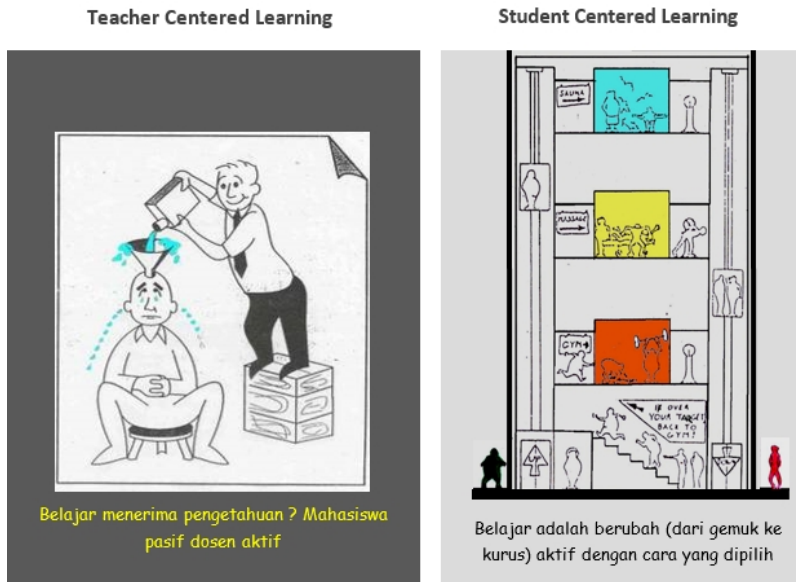 Teacher Centered Learning
Student Centered Learning
Belajar menerima pengetahuan ? Mahasiswa
pasif dosen aktif
SAUNA
MASSAGE
GYM
IF OVER
YOUR TARGET
BACK TO
GYM!
UP
Belajar adalah berubah (dari gemuk ke
kurus) aktif dengan cara yang dipilih